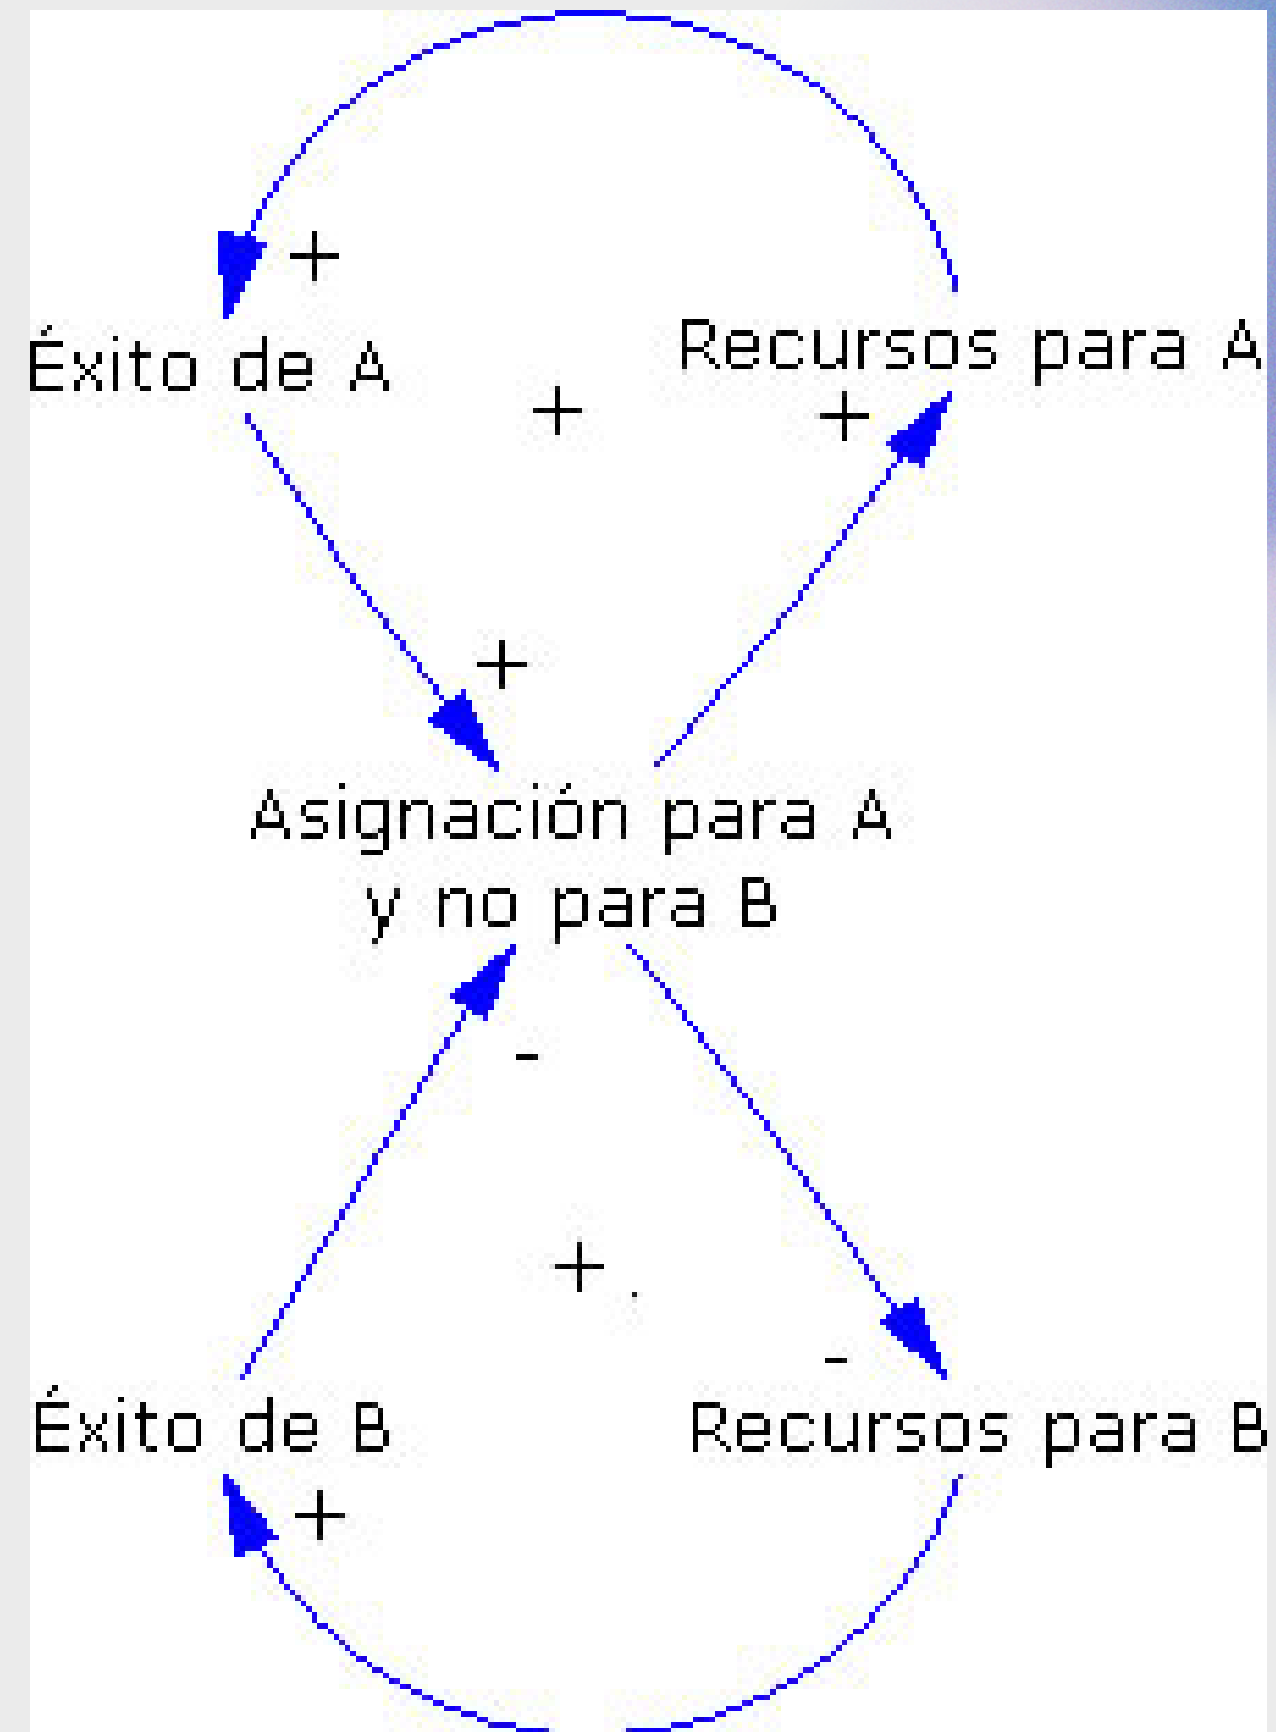 +
Éxito de A
Recursos para A
+
+
+
Asignación para A
y no para B
-
+
-
Éxito de B
Recursos para B
+